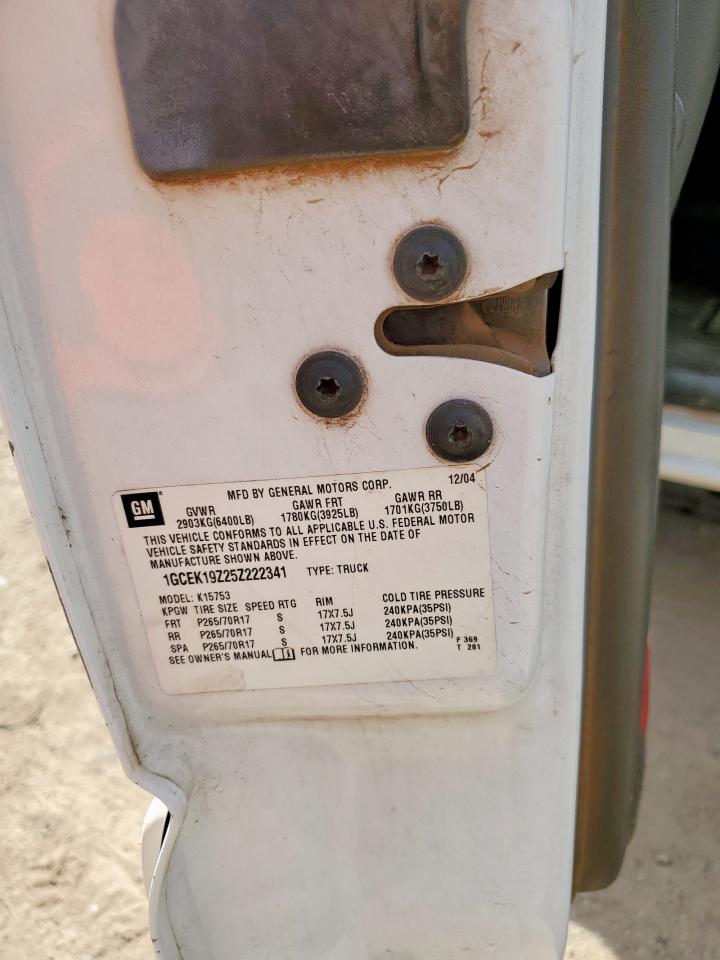 GM
MFD BY GENERAL MOTORS CORP. 12/04
GVWR GAWR FRT GAWR RR
2903KG(6400LB) 1780KG(3925LB) 1701KG(3750LB)
THIS VEHICLE CONFORMS TO ALL APPLICABLE U.S. FEDERAL MOTOR
VEHICLE SAFETY STANDARDS IN EFFECT ON THE DATE OF
MANUFACTURE SHOWN ABOVE.
1GCEK19Z25Z222341 TYPE: TRUCK
MODEL: K15753
KPGW TIRE SIZE SPEED RTG RIM COLD TIRE PRESSURE
FRT P265/70R17 S 17X7.5J 240KPA(35PSI)
RR P265/70R17 S 17X7.5J 240KPA(35PSI)
SPA P265/70R17 S 17X7.5J 240KPA(35PSI)
SEE OWNER'S MANUAL FOR MORE INFORMATION.
F 369
T 281